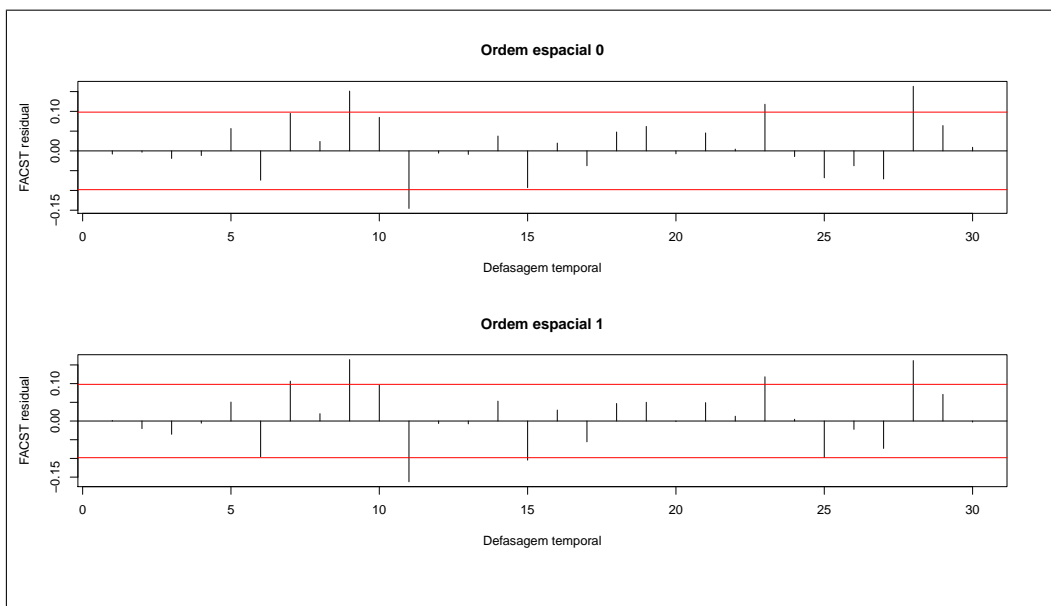 Ordem espacial 0
FACST residual
0.10
0.00
−0.15
0 5 10 15 20 25 30
Defasagem temporal
Ordem espacial 1
FACST residual
0.10
0.00
−0.15
0 5 10 15 20 25 30
Defasagem temporal